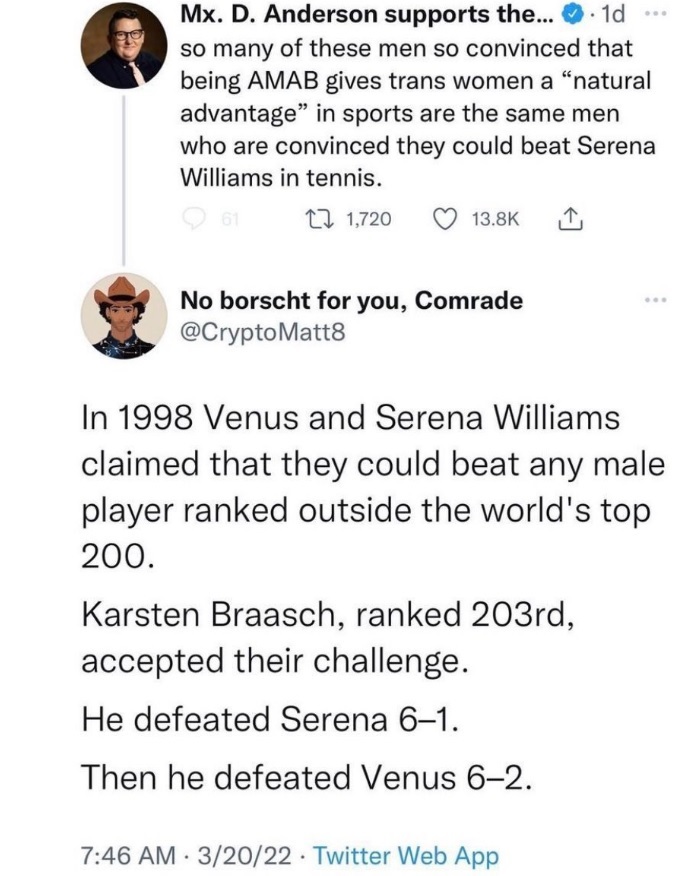 Mx. D. Anderson supports the... · 1d ···
so many of these men so convinced that
being AMAB gives trans women a “natural
advantage” in sports are the same men
who are convinced they could beat Serena
Williams in tennis.
61 1,720 13.8K
No borscht for you, Comrade ···
@CryptoMatt8
In 1998 Venus and Serena Williams
claimed that they could beat any male
player ranked outside the world's top
200.
Karsten Braasch, ranked 203rd,
accepted their challenge.
He defeated Serena 6–1.
Then he defeated Venus 6–2.
7:46 AM · 3/20/22 · Twitter Web App